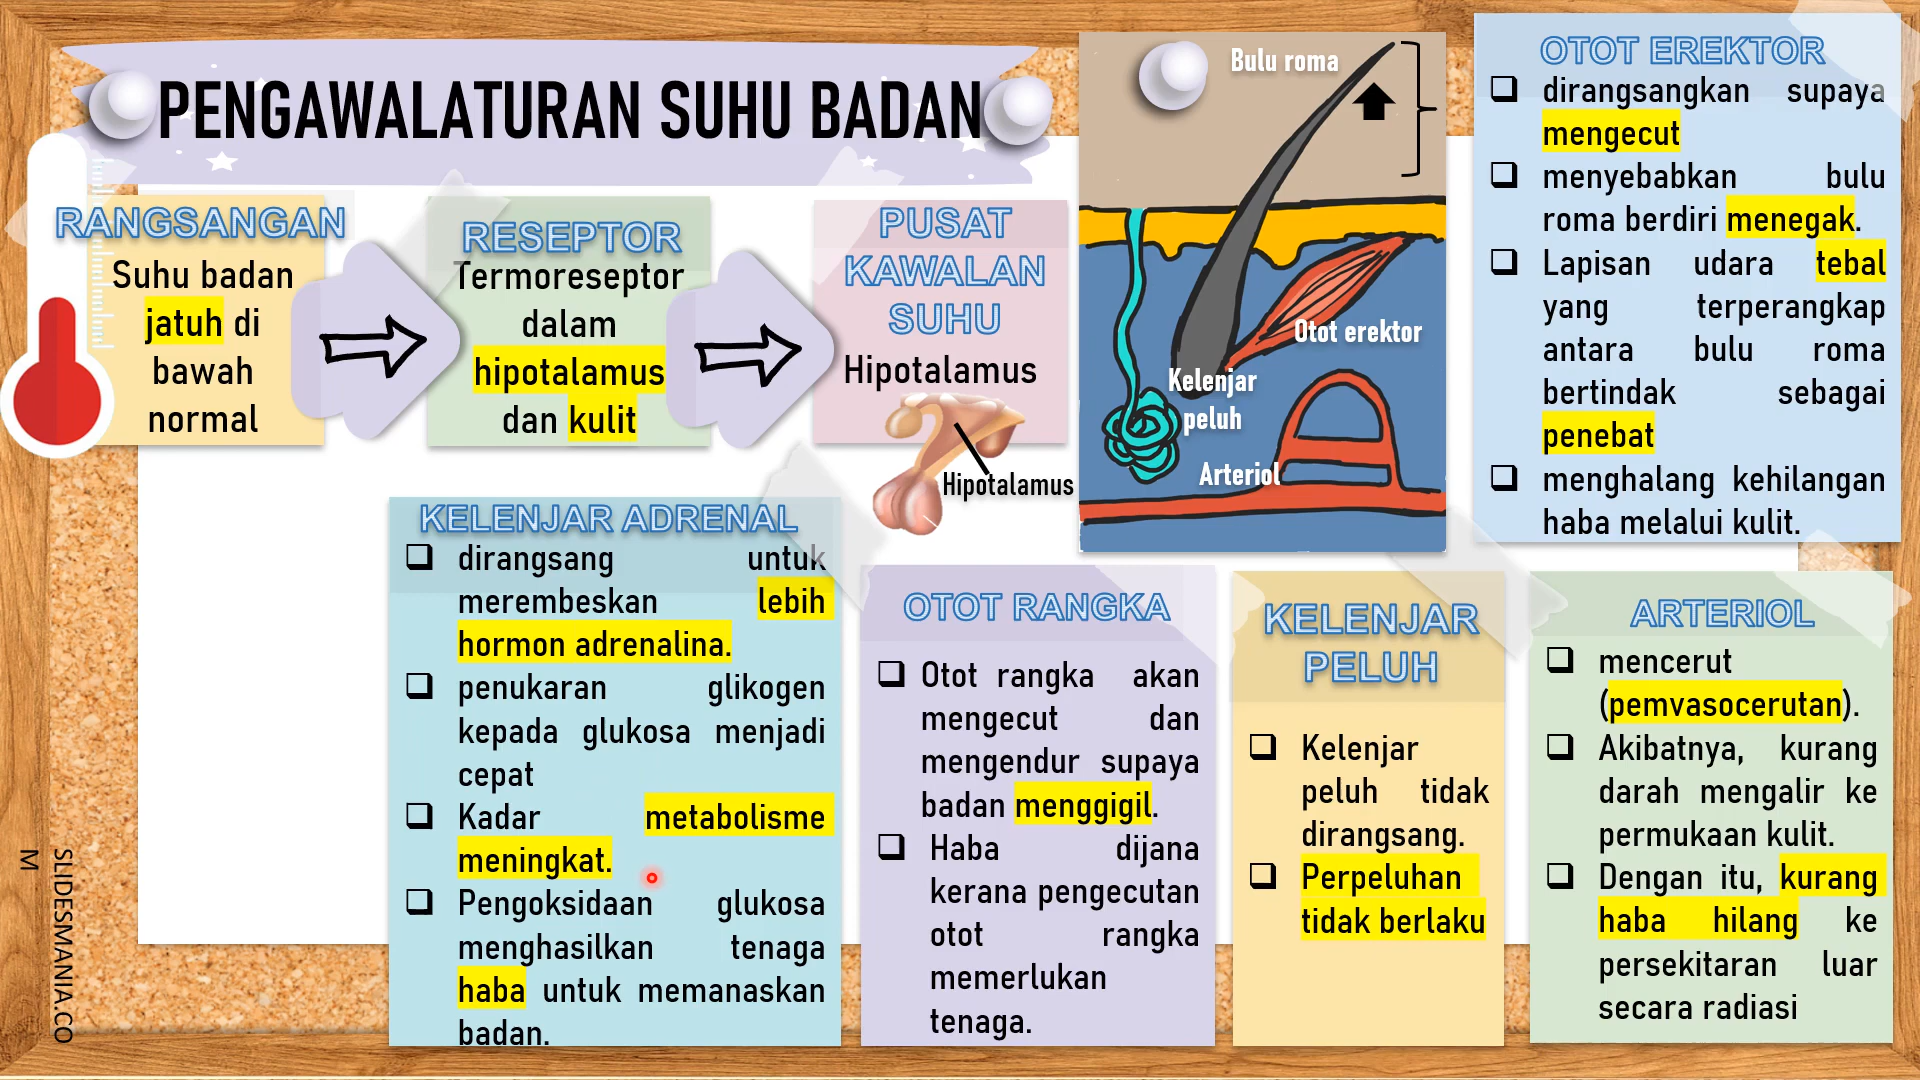 PENGAWALATURAN SUHU BADAN
RANGSANGAN
Suhu badan
jatuh di
bawah
normal
RESEPTOR
Termoreseptor
dalam
hipotalamus
dan kulit
PUSAT
KAWALAN
SUHU
Hipotalamus
Hipotalamus
Bulu roma
Otot erektor
Kelenjar
peluh
Arteriol
OTOT EREKTOR
❑ dirangsangkan supaya
mengecut
❑ menyebabkan bulu
roma berdiri menegak.
❑ Lapisan udara tebal
yang terperangkap
antara bulu roma
bertindak sebagai
penebat
❑ menghalang kehilangan
haba melalui kulit.
KELENJAR ADRENAL
❑ dirangsang untuk
merembeskan lebih
hormon adrenalina.
❑ penukaran glikogen
kepada glukosa menjadi
cepat
❑ Kadar metabolisme
meningkat.
❑ Pengoksidaan glukosa
menghasilkan tenaga
haba untuk memanaskan
badan.
OTOT RANGKA
❑ Otot rangka akan
mengecut dan
mengendur supaya
badan menggigil.
❑ Haba dijana
kerana pengecutan
otot rangka
memerlukan
tenaga.
KELENJAR
PELUH
❑ Kelenjar
peluh tidak
dirangsang.
❑ Perpeluhan
tidak berlaku
ARTERIOL
❑ mencerut
(pemvasocerutan).
❑ Akibatnya, kurang
darah mengalir ke
permukaan kulit.
❑ Dengan itu, kurang
haba hilang ke
persekitaran luar
secara radiasi
SLIDESMANIA.CO
M